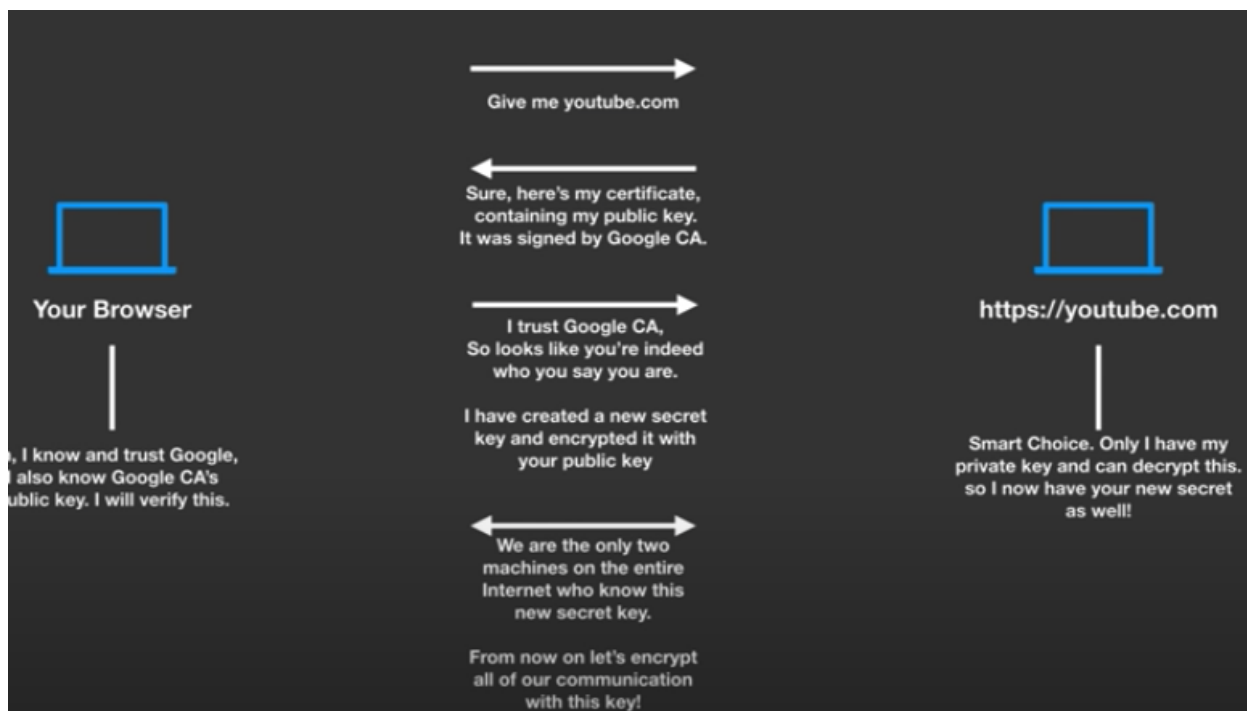 Give me youtube.com
Sure, here's my certificate,
containing my public key.
It was signed by Google CA.
Your Browser
https://youtube.com
I trust Google CA,
So looks like you're indeed
who you say you are.
I have created a new secret
key and encrypted it with
your public key
, I know and trust Google,
also know Google CA's
public key. I will verify this.
Smart Choice. Only I have my
private key and can decrypt this.
so I now have your new secret
as well!
We are the only two
machines on the entire
Internet who know this
new secret key.
From now on let's encrypt
all of our communication
with this key!